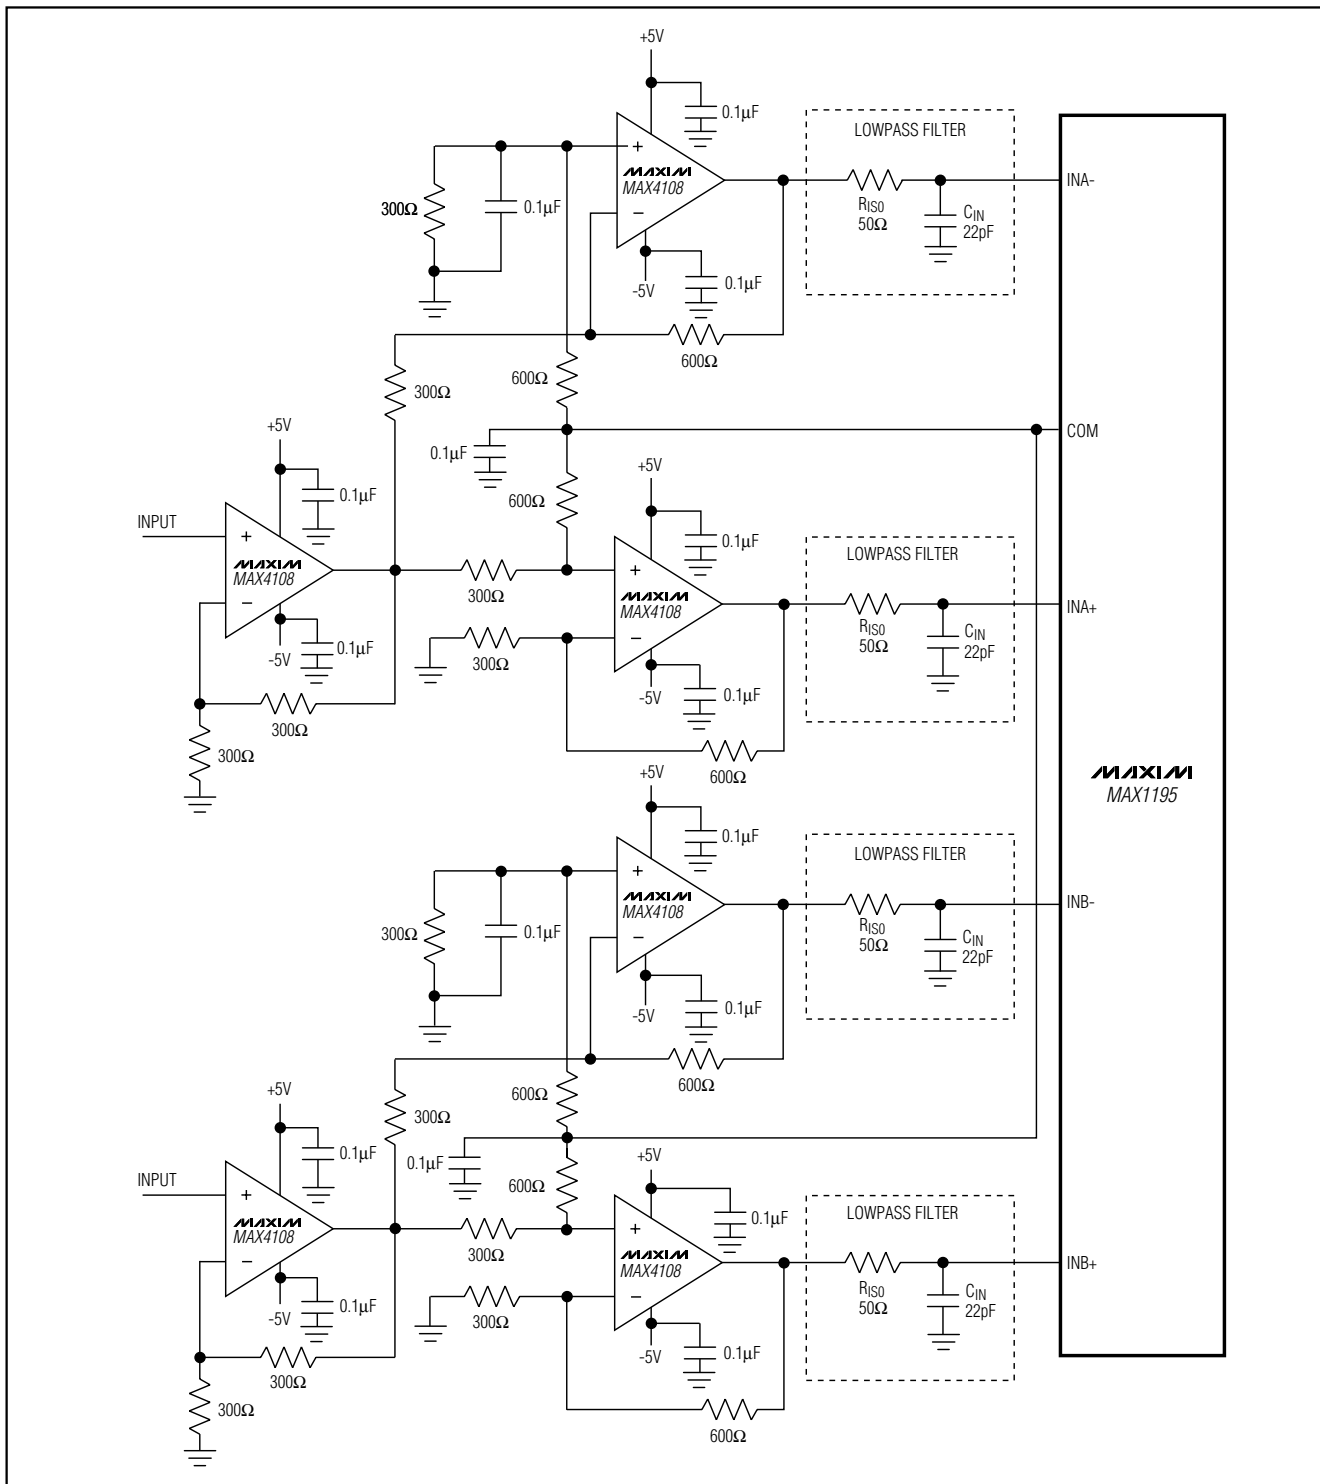 +5V
0.1µF
LOWPASS FILTER
MAXIM
MAX4108
+
−
300Ω
0.1µF
RISO
50Ω
CIN
22pF
INA-
-5V
0.1µF
600Ω
300Ω
600Ω
COM
0.1µF
+5V
0.1µF
INPUT
+
−
MAXIM
MAX4108
-5V
0.1µF
300Ω
300Ω
600Ω
+5V
0.1µF
300Ω
300Ω
+
−
MAXIM
MAX4108
-5V
0.1µF
600Ω
LOWPASS FILTER
RISO
50Ω
CIN
22pF
INA+
MAXIM
MAX1195
+5V
0.1µF
LOWPASS FILTER
+
−
MAXIM
MAX4108
300Ω
0.1µF
RISO
50Ω
CIN
22pF
INB-
-5V
0.1µF
600Ω
300Ω
600Ω
0.1µF
+5V
0.1µF
INPUT
+
−
MAXIM
MAX4108
-5V
0.1µF
300Ω
300Ω
600Ω
+5V
0.1µF
300Ω
300Ω
+
−
MAXIM
MAX4108
-5V
0.1µF
600Ω
LOWPASS FILTER
RISO
50Ω
CIN
22pF
INB+